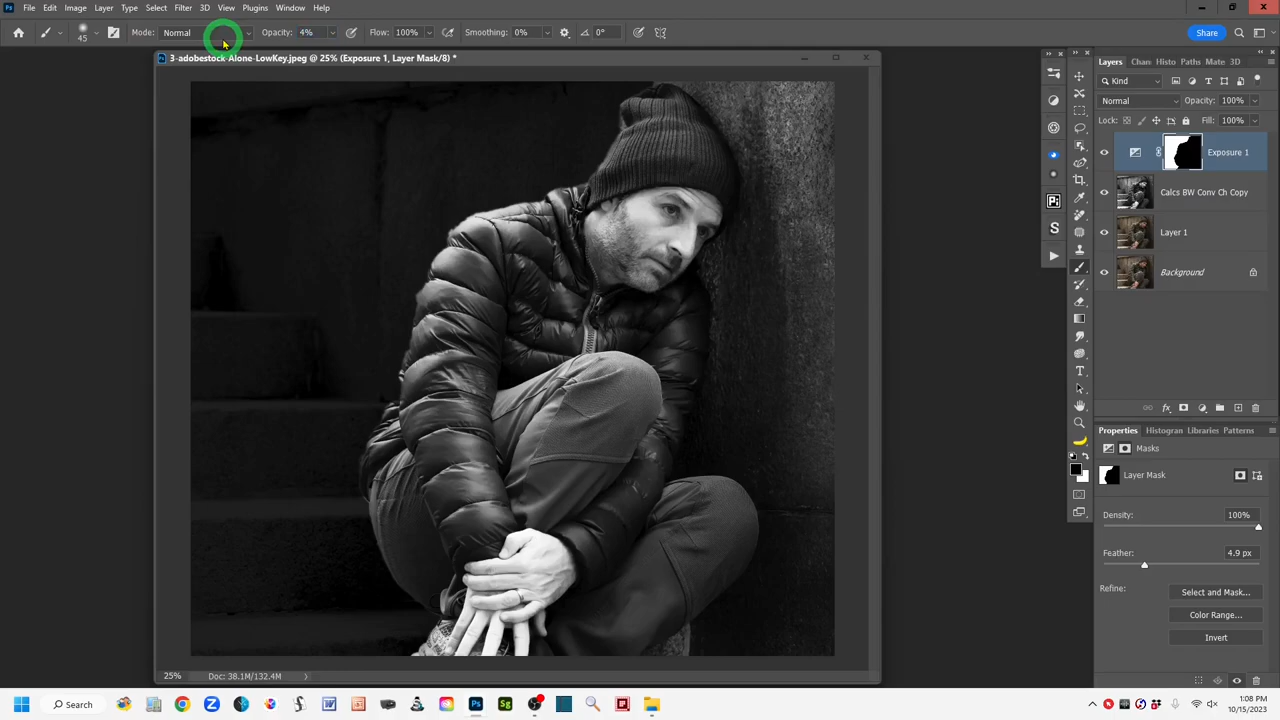 Ps File Edit Image Layer Type Select Filter 3D View Plugins Window Help
45 Mode: Normal Opacity: 4% Flow: 100% Smoothing: 0% 0° Share
3-adobestock-Alone-LowKey.jpeg @ 25% (Exposure 1, Layer Mask/8) *
Layers Chan Histo Paths Mate 3D
Kind
Normal Opacity: 100%
Lock: Fill: 100%
Exposure 1
Calcs BW Conv Ch Copy
Layer 1
Background
Properties Histogran Libraries Patterns
Masks
Layer Mask
Density: 100%
Feather: 4.9 px
Refine: Select and Mask...
Color Range...
Invert
25% Doc: 38.1M/132.4M
Search
1:08 PM
10/15/2023